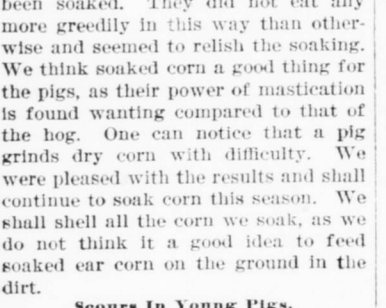 been soaked. They did not eat any
more greedily in this way than other-
wise and seemed to relish the soaking.
We think soaked corn a good thing for
the pigs, as their power of mastication
is found wanting compared to that of
the hog. One can notice that a pig
grinds dry corn with difficulty. We
were pleased with the results and shall
continue to soak corn this season. We
shall shell all the corn we soak, as we
do not think it a good idea to feed
soaked ear corn on the ground in the
dirt.
Scours In Young Pigs.